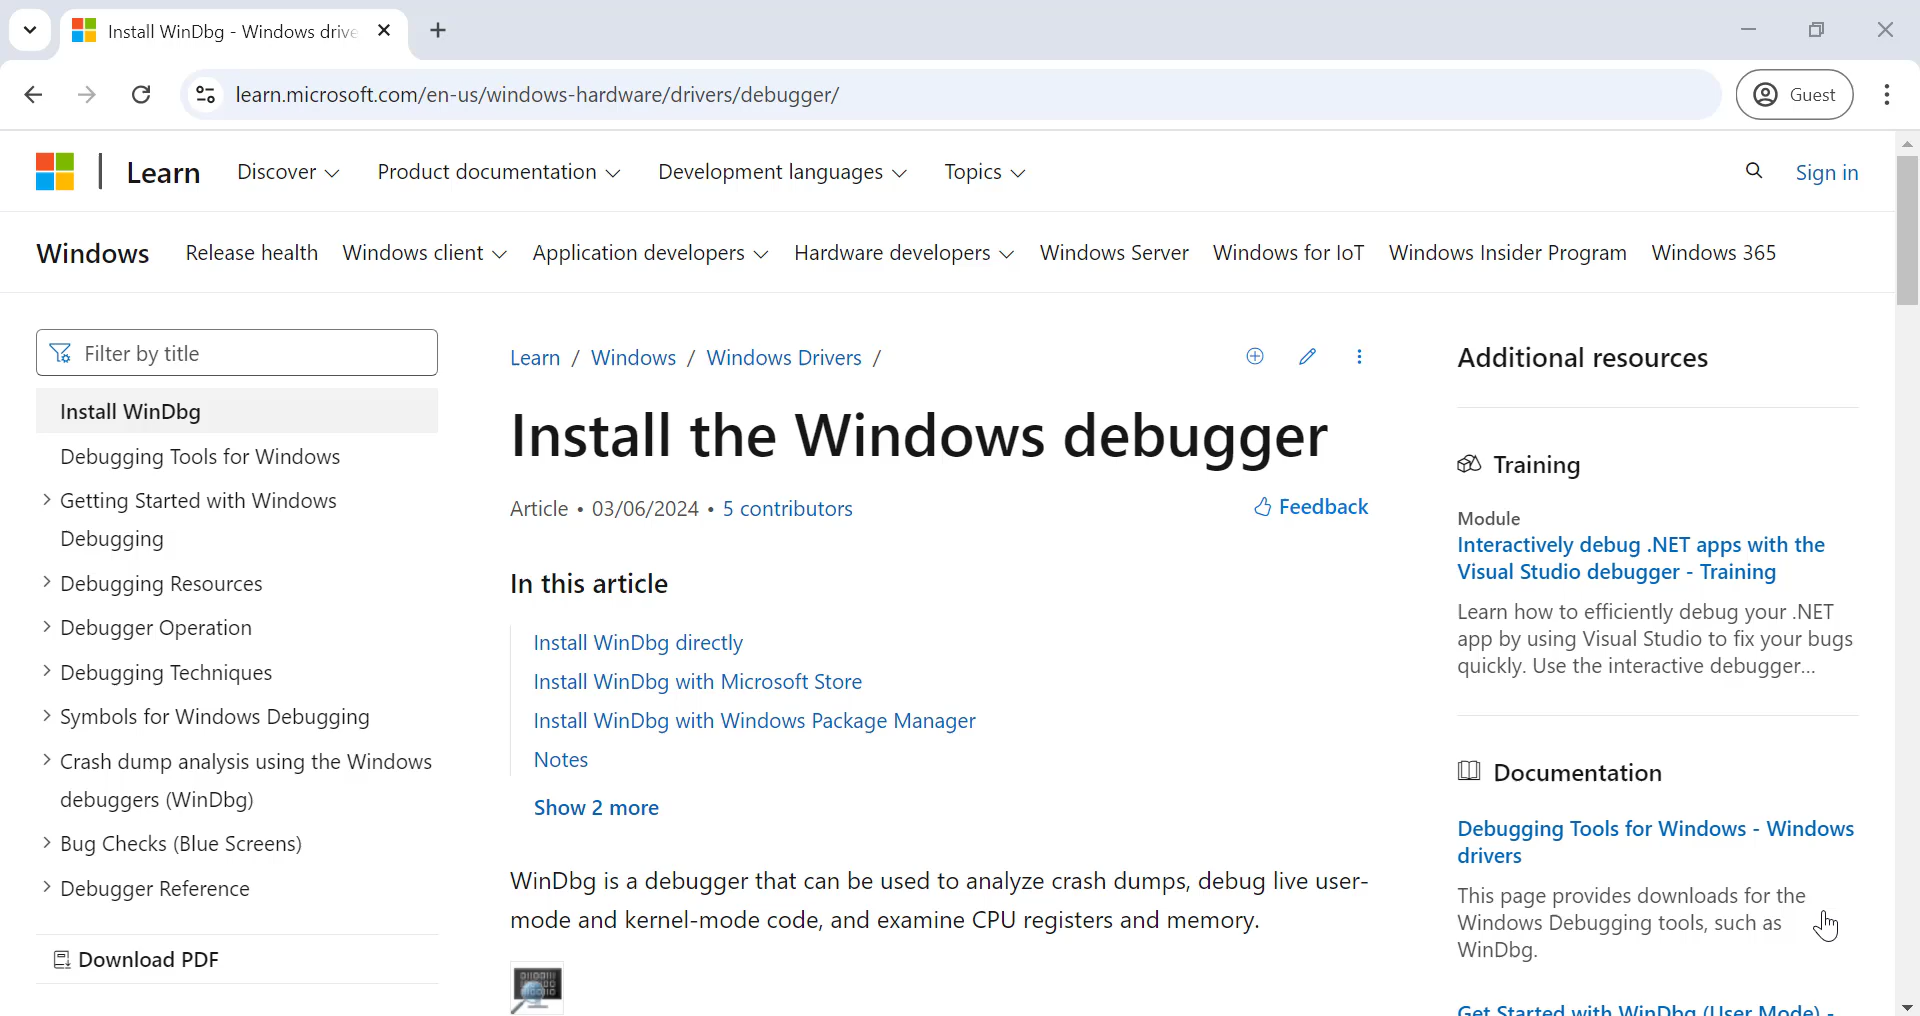 Install WinDbg - Windows drive
learn.microsoft.com/en-us/windows-hardware/drivers/debugger/
Guest
Learn
Discover
Product documentation
Development languages
Topics
Sign in
Windows
Release health
Windows client
Application developers
Hardware developers
Windows Server
Windows for IoT
Windows Insider Program
Windows 365
Filter by title
Install WinDbg
Debugging Tools for Windows
Getting Started with Windows
Debugging
Debugging Resources
Debugger Operation
Debugging Techniques
Symbols for Windows Debugging
Crash dump analysis using the Windows
debuggers (WinDbg)
Bug Checks (Blue Screens)
Debugger Reference
Download PDF
Learn / Windows / Windows Drivers /
Install the Windows debugger
Article • 03/06/2024 • 5 contributors
Feedback
In this article
Install WinDbg directly
Install WinDbg with Microsoft Store
Install WinDbg with Windows Package Manager
Notes
Show 2 more
WinDbg is a debugger that can be used to analyze crash dumps, debug live user-
mode and kernel-mode code, and examine CPU registers and memory.
Additional resources
Training
Module
Interactively debug .NET apps with the
Visual Studio debugger - Training
Learn how to efficiently debug your .NET
app by using Visual Studio to fix your bugs
quickly. Use the interactive debugger...
Documentation
Debugging Tools for Windows - Windows
drivers
This page provides downloads for the
Windows Debugging tools, such as
WinDbg.
Get Started with WinDbg (User Mode) -